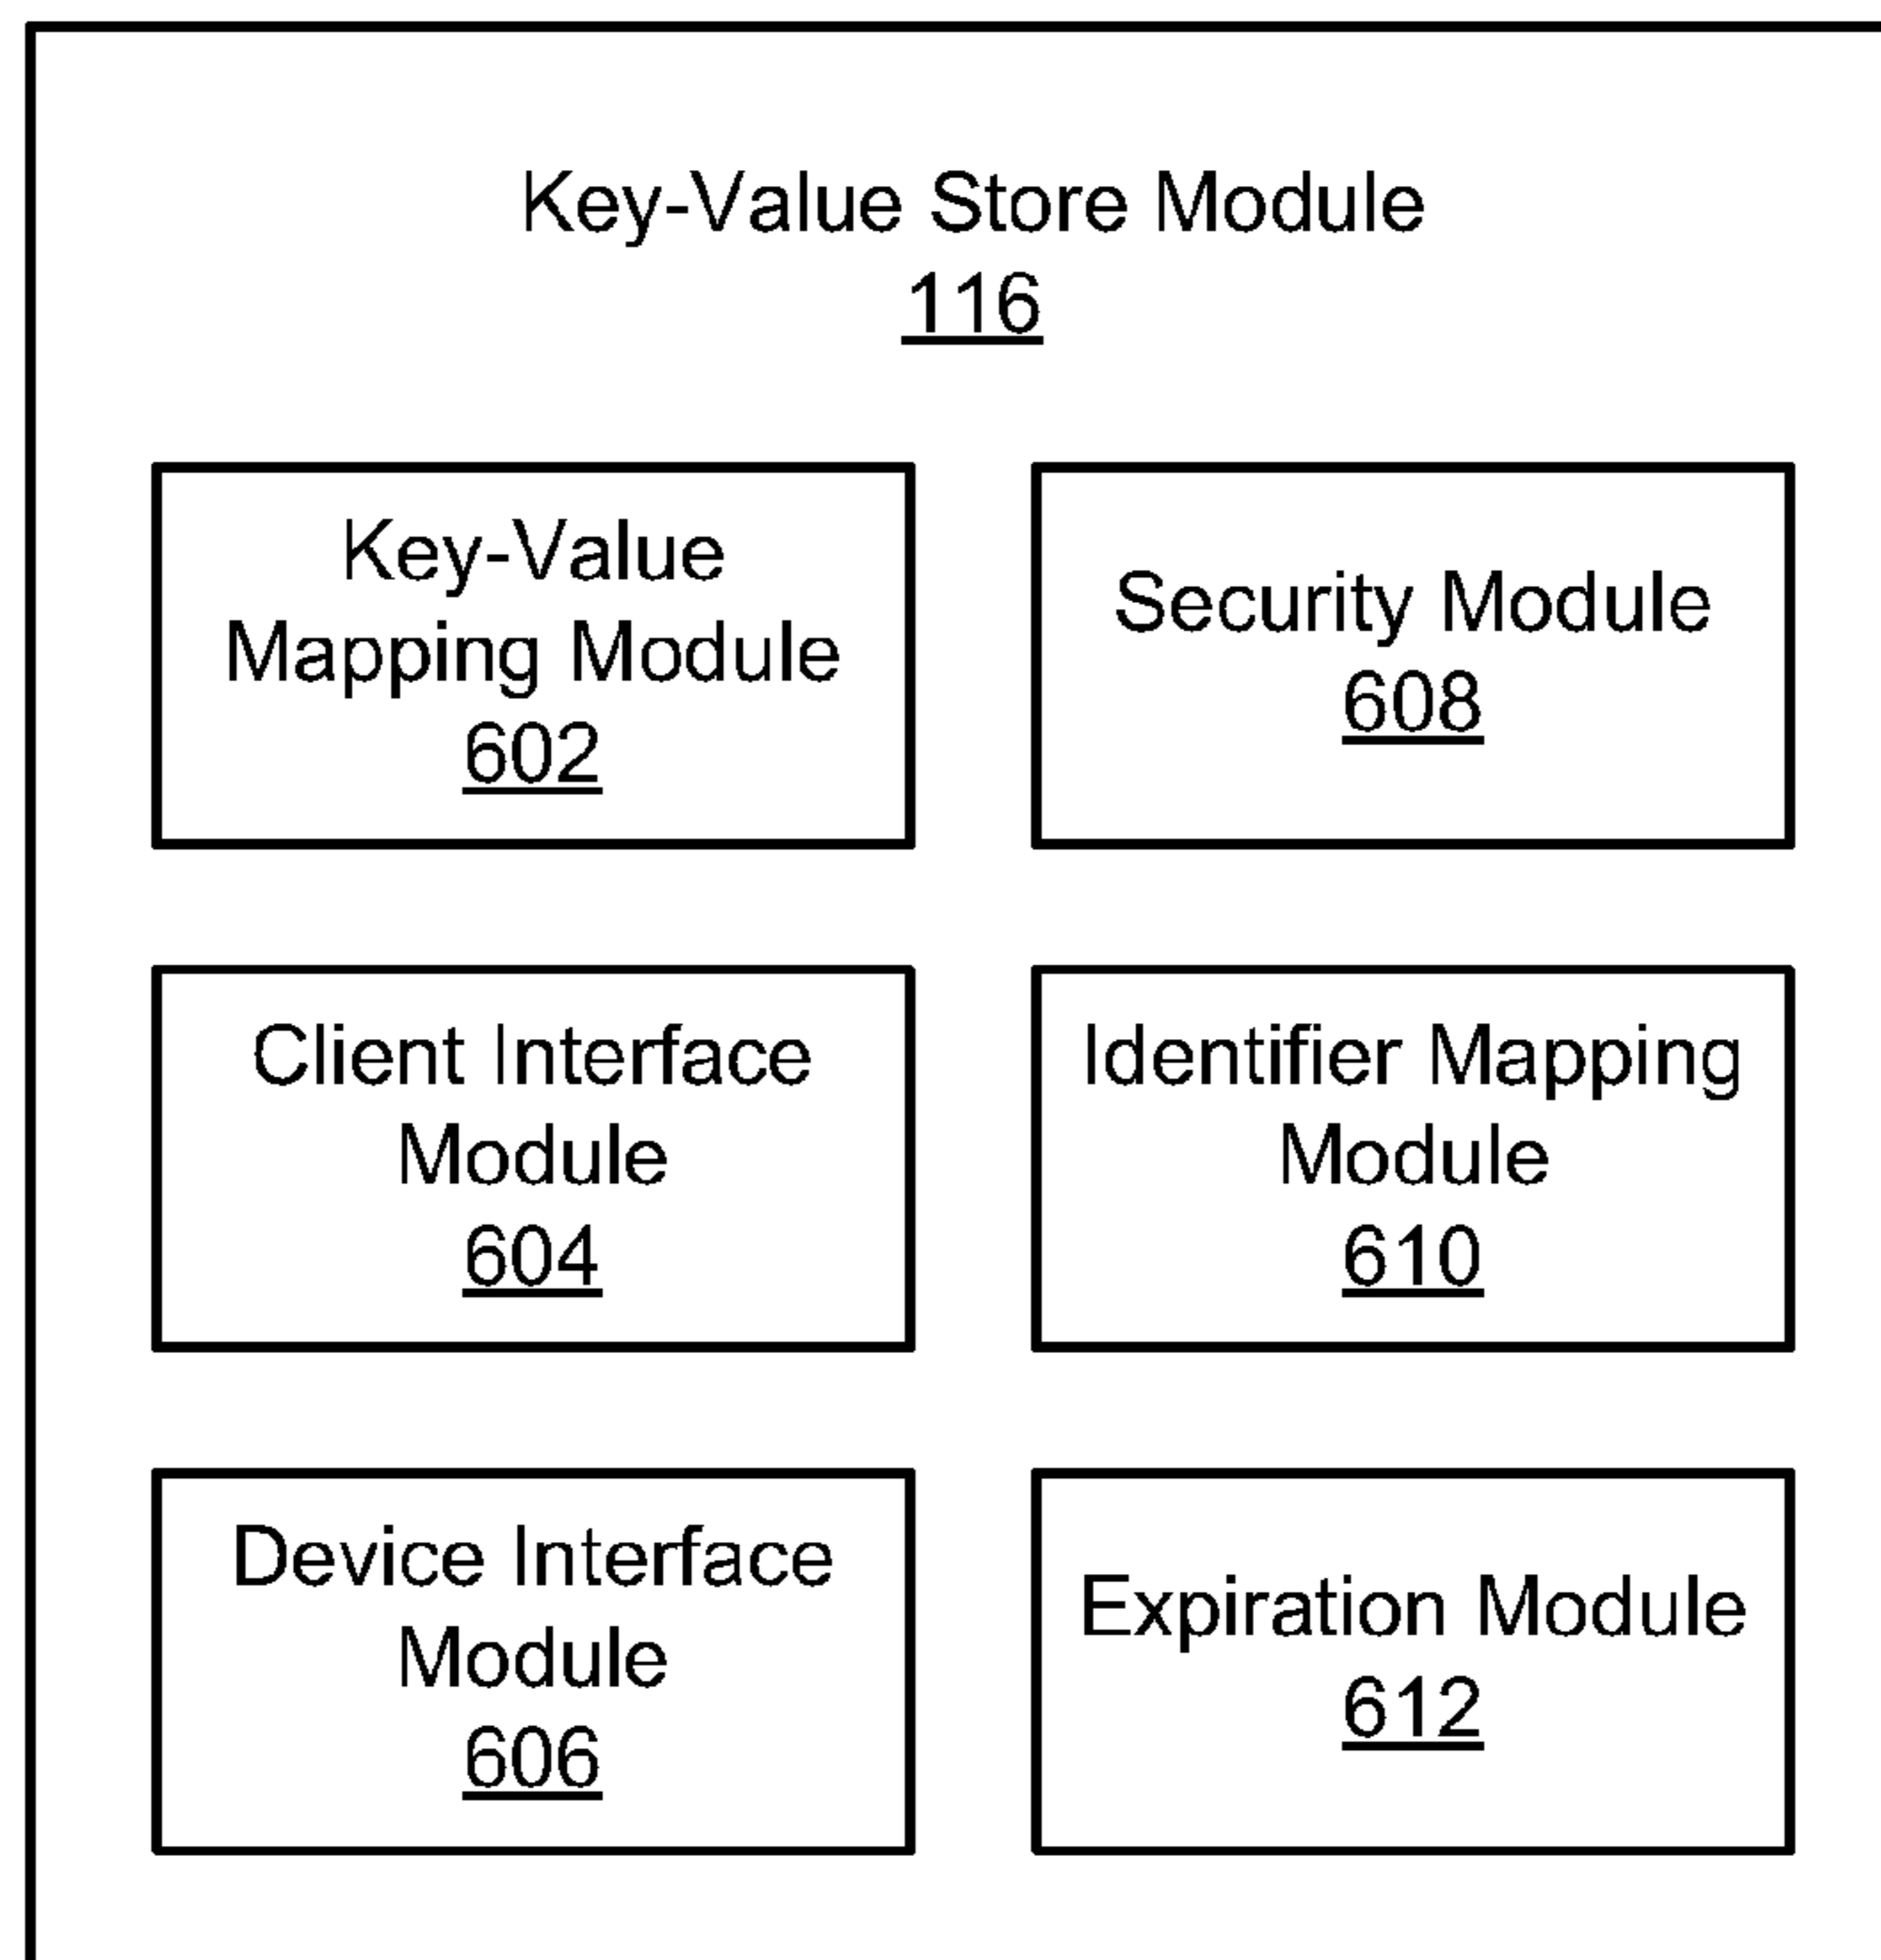 Key-Value Store Module
116
Key-Value
Mapping Module
602
Security Module
608
Client Interface
Module
604
Identifier Mapping
Module
610
Device Interface
Module
606
Expiration Module
612